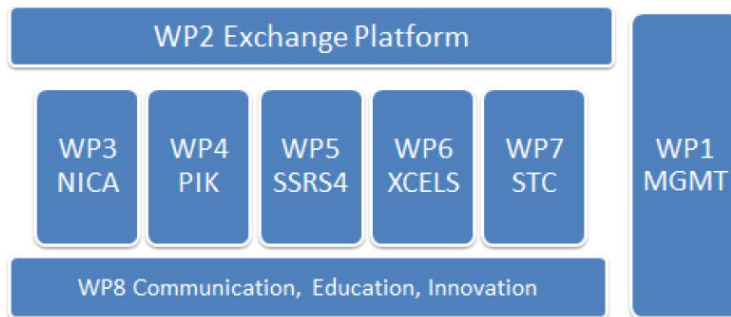 WP2 Exchange Platform
WP3
NICA
WP4
PIK
WP5
SSRS4
WP6
XCELS
WP7
STC
WP1
MGMT
WP8 Communication, Education, Innovation